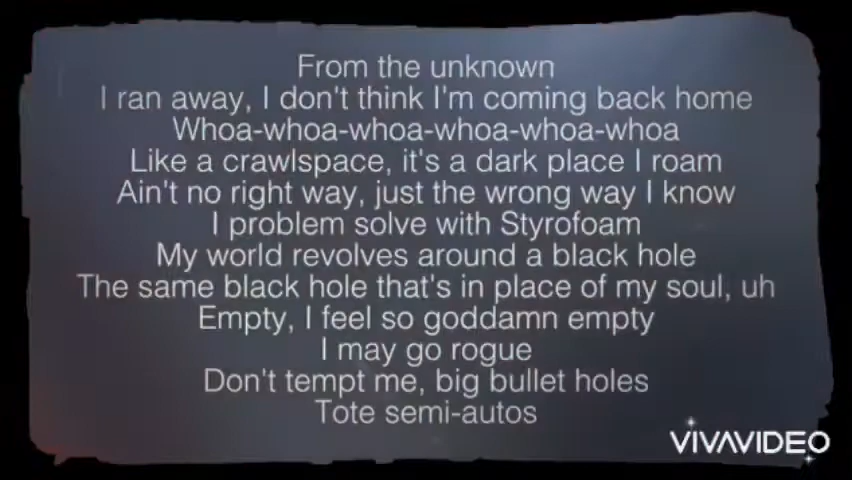 From the unknown
I ran away, I don't think I'm coming back home
Whoa-whoa-whoa-whoa-whoa-whoa
Like a crawlspace, it's a dark place I roam
Ain't no right way, just the wrong way I know
I problem solve with Styrofoam
My world revolves around a black hole
The same black hole that's in place of my soul, uh
Empty, I feel so goddamn empty
I may go rogue
Don't tempt me, big bullet holes
Tote semi-autos
VIVAVIDEO